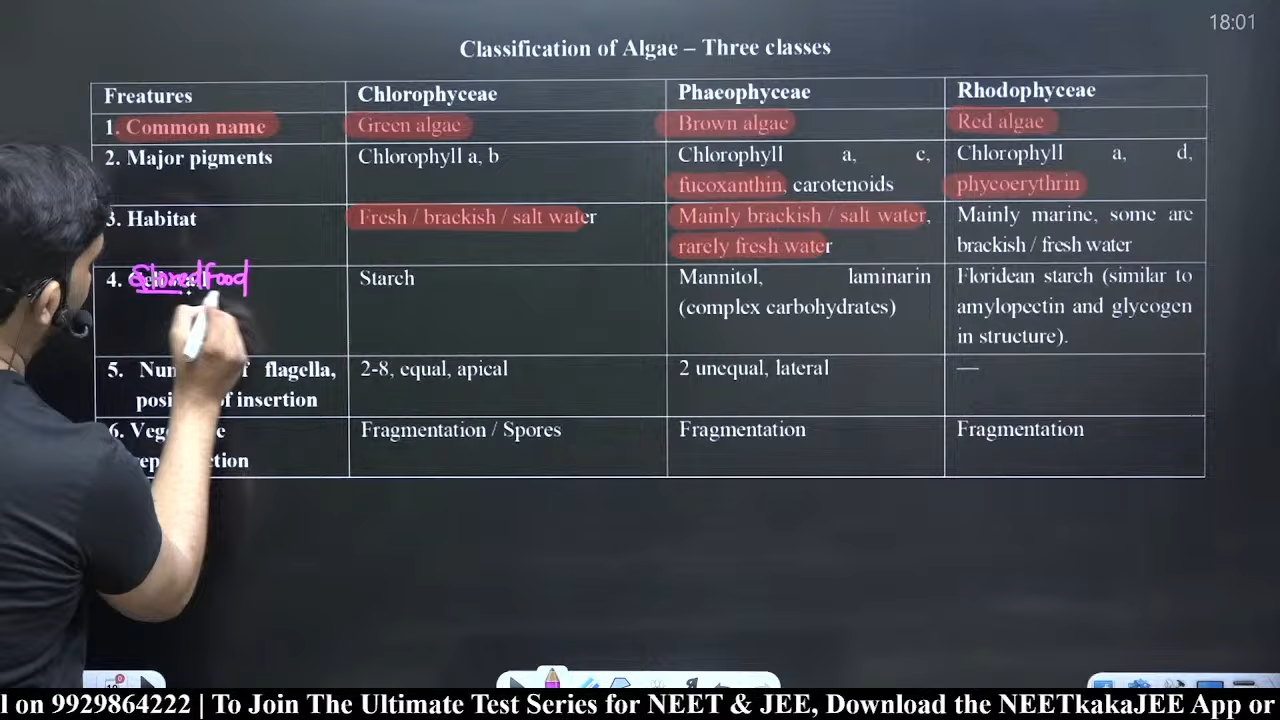 18:01
Classification of Algae – Three classes
Freatures Chlorophyceae Phaeophyceae Rhodophyceae
1. Common name Green algae Brown algae Red algae
2. Major pigments Chlorophyll a, b Chlorophyll a, c, Chlorophyll a, d,
fucoxanthin, carotenoids phycoerythrin
3. Habitat Fresh / brackish / salt water Mainly brackish / salt water, Mainly marine, some are
rarely fresh water brackish / fresh water
4. Stored food Starch Mannitol, laminarin Floridean starch (similar to
(complex carbohydrates) amylopectin and glycogen
in structure).
5. flagella, 2-8, equal, apical 2 unequal, lateral —
insertion
6. Fragmentation / Spores Fragmentation Fragmentation
l on 9929864222 | To Join The Ultimate Test Series for NEET & JEE, Download the NEETkakaJEE App or